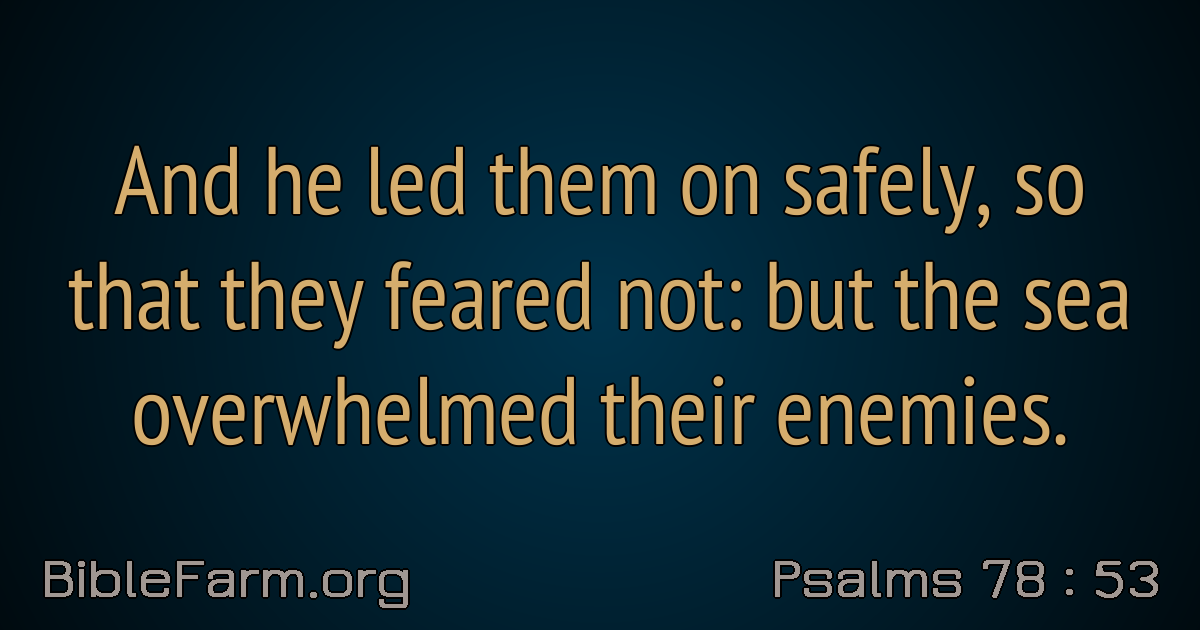 And he led them on safely, so
that they feared not: but the sea
overwhelmed their enemies.
BibleFarm.org
Psalms 78 : 53